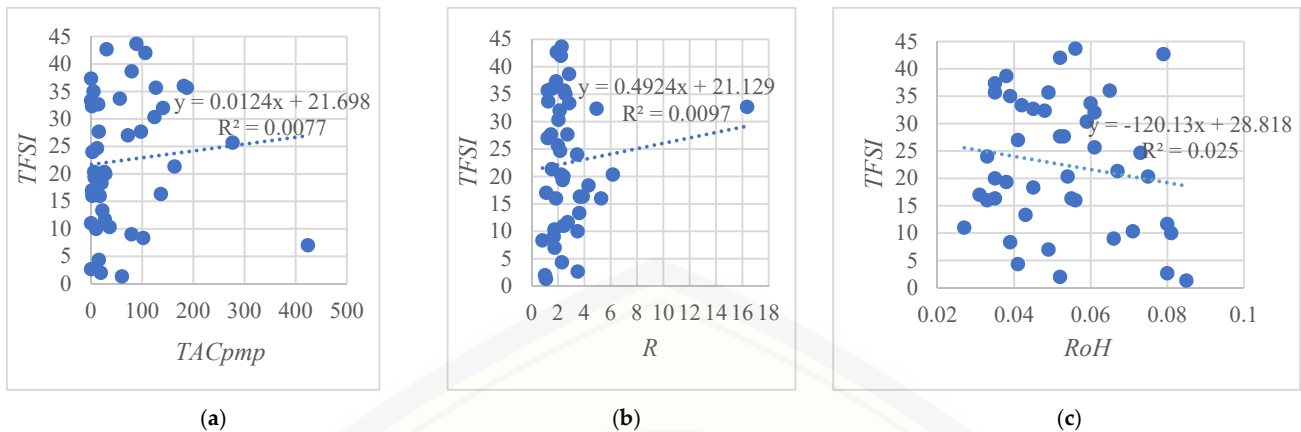 45
40
35
30
25
20
15
10
5
0
TFSI
y = 0.0124x + 21.698
R² = 0.0077
0 100 200 300 400 500
TACpmp
(a)
45
40
35
30
25
20
15
10
5
0
TFSI
y = 0.4924x + 21.129
R² = 0.0097
0 2 4 6 8 10 12 14 16 18
R
(b)
45
40
35
30
25
20
15
10
5
0
TFSI
y = -120.13x + 28.818
R² = 0.025
0.02 0.04 0.06 0.08 0.1
RoH
(c)